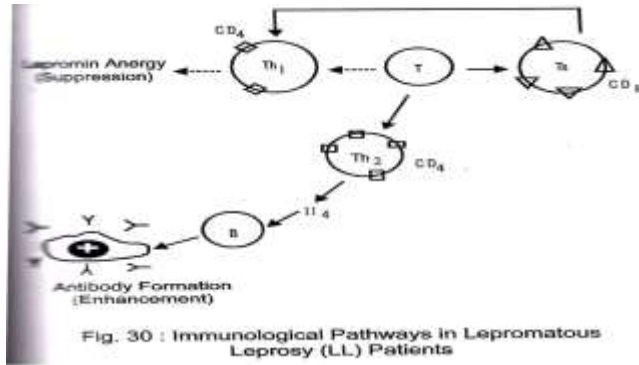 CD4
Lepromin Anergy
(Suppression)
Th1
T
Ts
CD8
Th2
CD4
IL4
B
Antibody Formation
(Enhancement)
Fig. 30 : Immunological Pathways in Lepromatous
Leprosy (LL) Patients